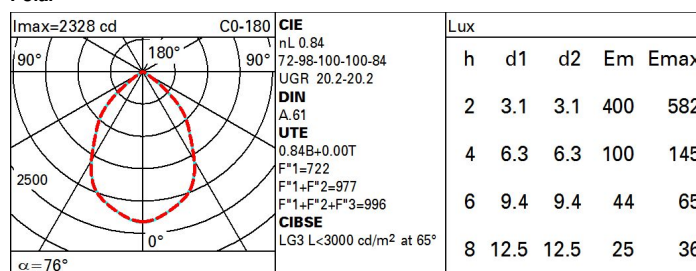 Imax=2328 cd C0-180
90° 180° 90°
2500
0°
α=76°
CIE
nL 0.84
72-98-100-100-84
UGR 20.2-20.2
DIN
A.61
UTE
0.84B+0.00T
F"1=722
F"1+F"2=977
F"1+F"2+F"3=996
CIBSE
LG3 L<3000 cd/m² at 65°
Lux
h d1 d2 Em Emax
2 3.1 3.1 400 582
4 6.3 6.3 100 145
6 9.4 9.4 44 65
8 12.5 12.5 25 36